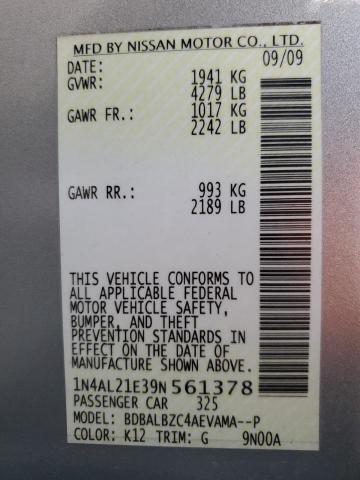 MFD BY NISSAN MOTOR CO., LTD.
DATE: 09/09
GVWR: 1941 KG
4279 LB
GAWR FR.: 1017 KG
2242 LB
GAWR RR.: 993 KG
2189 LB
THIS VEHICLE CONFORMS TO
ALL APPLICABLE FEDERAL
MOTOR VEHICLE SAFETY,
BUMPER, AND THEFT
PREVENTION STANDARDS IN
EFFECT ON THE DATE OF
MANUFACTURE SHOWN ABOVE.
1N4AL21E39N561378
PASSENGER CAR 325
MODEL: BDBALBZC4AEVAMA--P
COLOR: K12 TRIM: G 9N00A